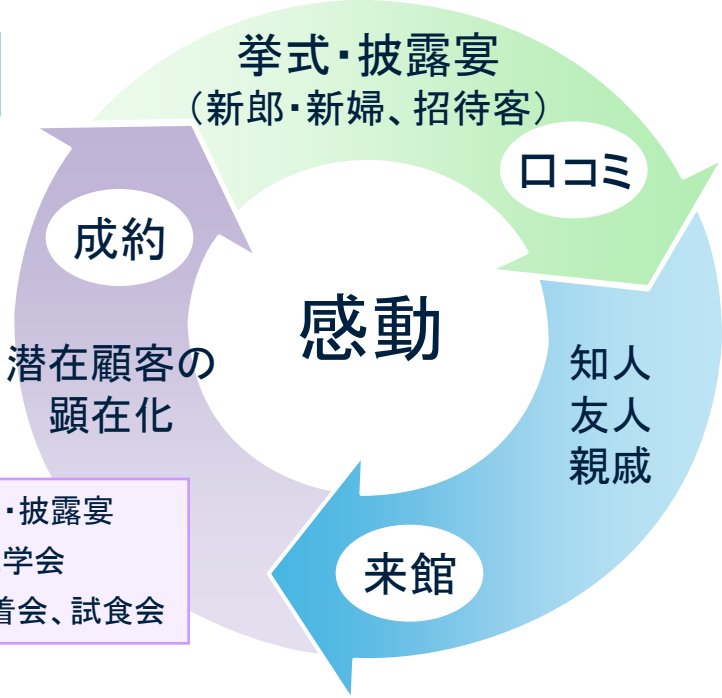 挙式・披露宴
（新郎・新婦、招待客）
口コミ
成約
感動
潜在顧客の
顕在化
知人
友人
親戚
来館
・披露宴
学会
着会、試食会